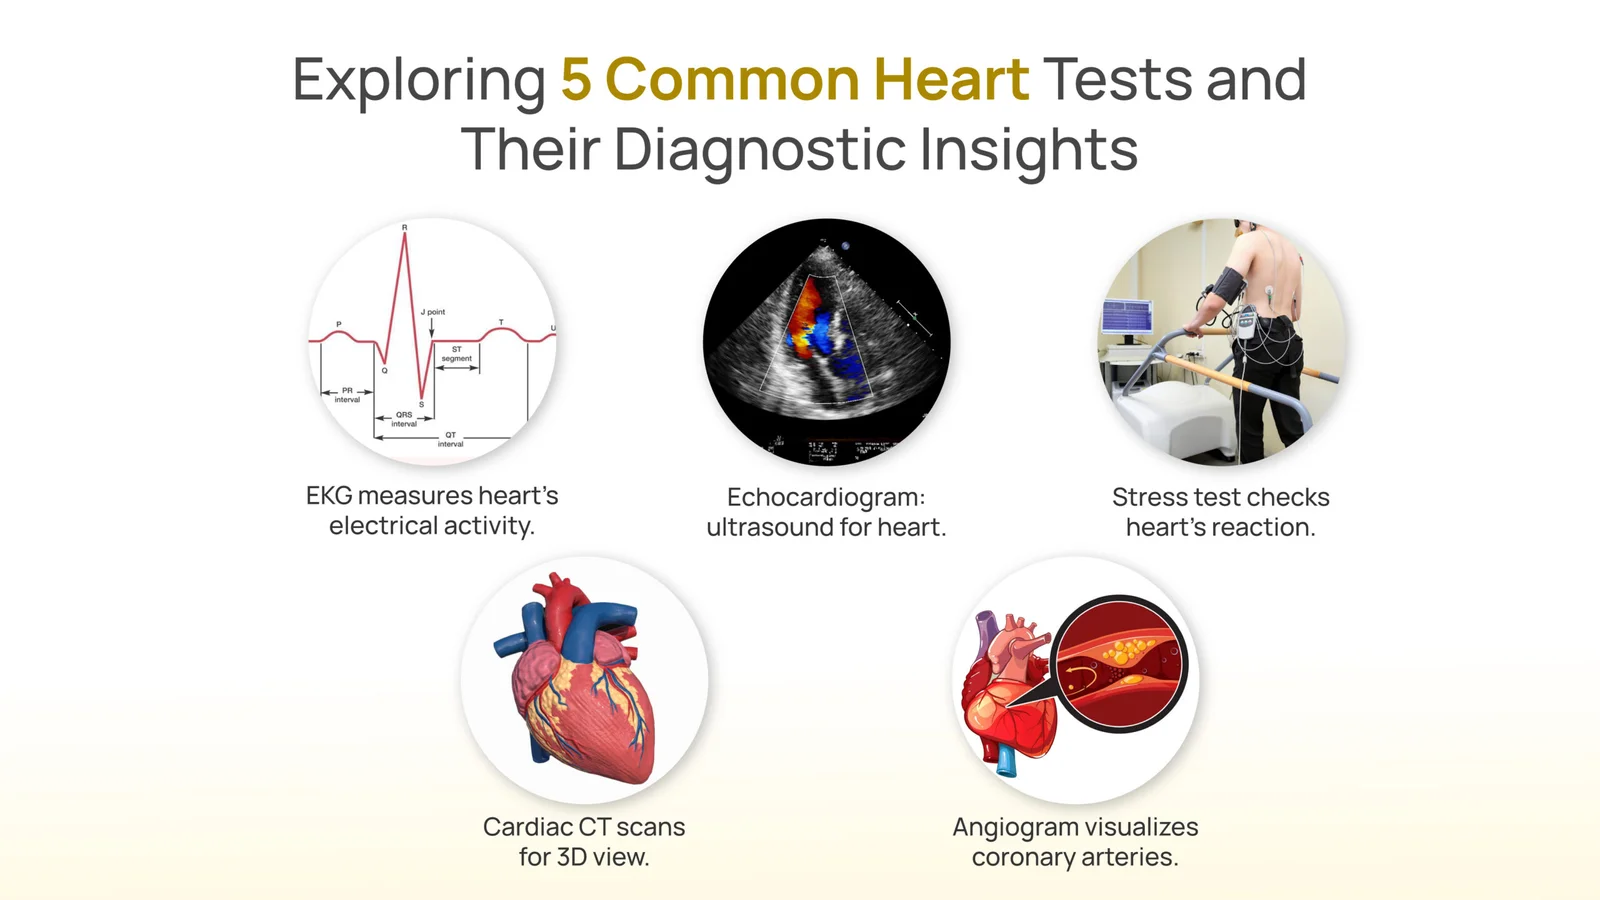 Exploring 5 Common Heart Tests and
Their Diagnostic Insights
R
P
J point
T
U
ST
segment
Q
PR
interval
S
QRS
interval
QT
interval
EKG measures heart's
electrical activity.
Echocardiogram:
ultrasound for heart.
Stress test checks
heart's reaction.
Cardiac CT scans
for 3D view.
Angiogram visualizes
coronary arteries.